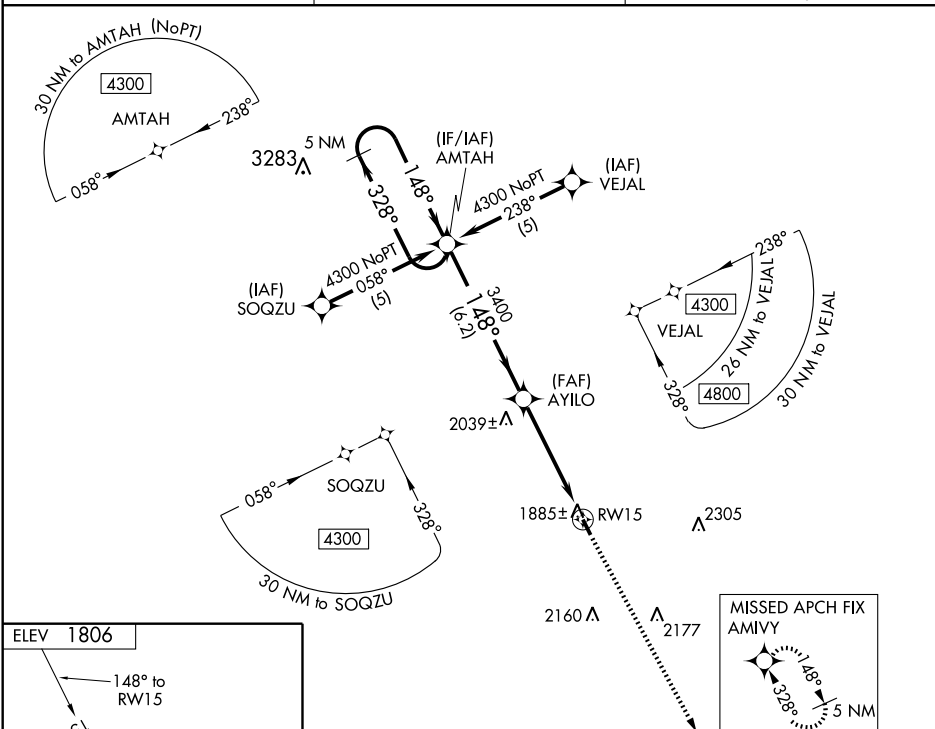 30 NM to AMTAH (NoPT)
4300
AMTAH
238°
058°
3283
5 NM
(IF/IAF)
AMTAH
148°
328°
4300 NoPT
238°
(5)
(IAF)
VEJAL
4300 NoPT
058°
(5)
(IAF)
SOQZU
3400
148°
(6.2)
238°
4300
VEJAL
26 NM to VEJAL
30 NM to VEJAL
328°
4800
(FAF)
AYILO
2039±
058°
SOQZU
328°
4300
30 NM to SOQZU
1885±
RW15
2305
2160
2177
ELEV 1806
148° to
RW15
MISSED APCH FIX
AMIVY
148°
328°
5 NM